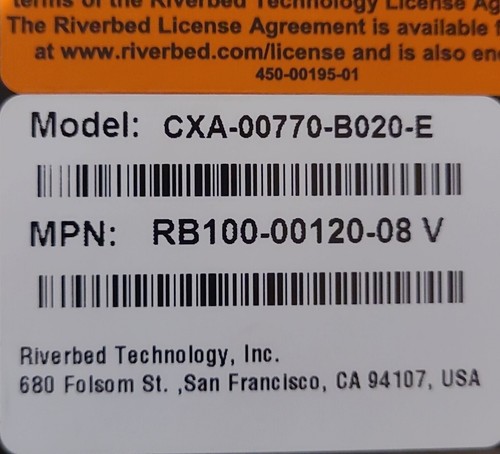 terms of the Riverbed Technology License Ag
The Riverbed License Agreement is available
at www.riverbed.com/license and is also en
450-00195-01
Model: CXA-00770-B020-E
MPN: RB100-00120-08 V
Riverbed Technology, Inc.
680 Folsom St. ,San Francisco, CA 94107, USA